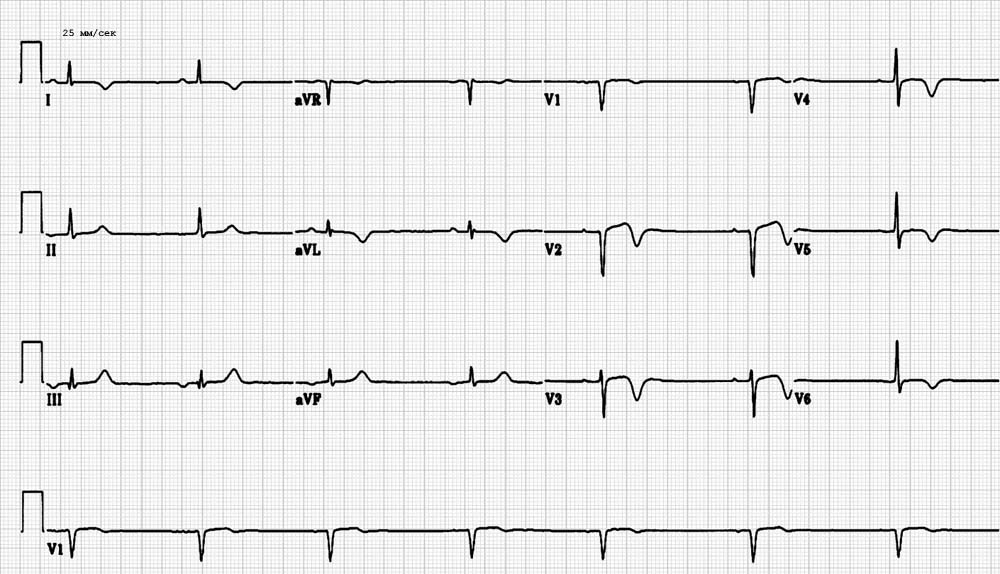 25 мм/сек
I aVR V1 V4
II aVL V2 V5
III aVF V3 V6
V1